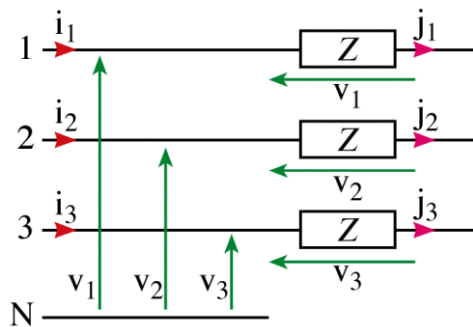 1 i₁ Z j₁
v₁
2 i₂ Z j₂
v₂
3 i₃ Z j₃
v₁ v₂ v₃ v₃
N